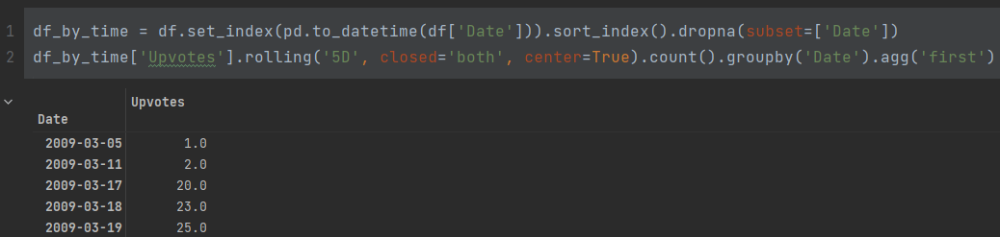 1 df_by_time = df.set_index(pd.to_datetime(df['Date'])).sort_index().dropna(subset=['Date'])
2 df_by_time['Upvotes'].rolling('5D', closed='both', center=True).count().groupby('Date').agg('first')
Upvotes
Date
2009-03-05 1.0
2009-03-11 2.0
2009-03-17 20.0
2009-03-18 23.0
2009-03-19 25.0